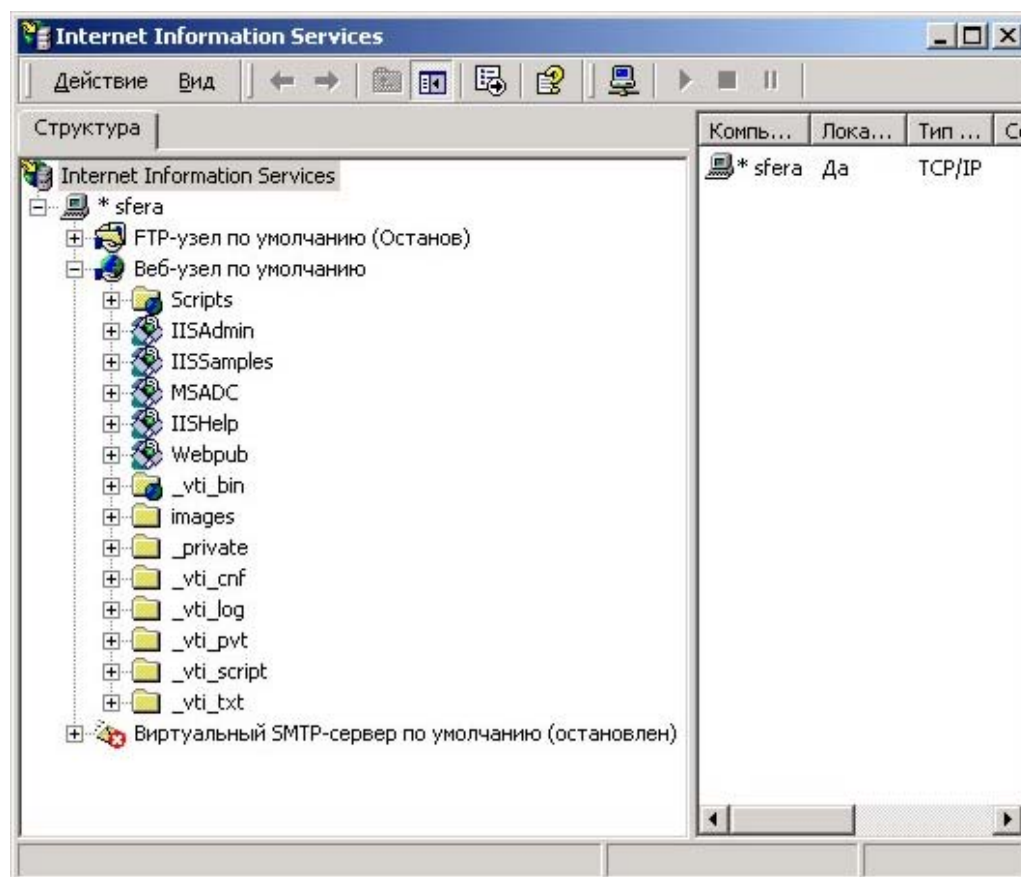 Internet Information Services
Действие Вид
Структура
Internet Information Services
* sfera
FTP-узел по умолчанию (Останов)
Веб-узел по умолчанию
Scripts
IISAdmin
IISSamples
MSADC
IISHelp
Webpub
_vti_bin
images
_private
_vti_cnf
_vti_log
_vti_pvt
_vti_script
_vti_txt
Виртуальный SMTP-сервер по умолчанию (остановлен)
Компь... Лока... Тип ...
* sfera Да TCP/IP